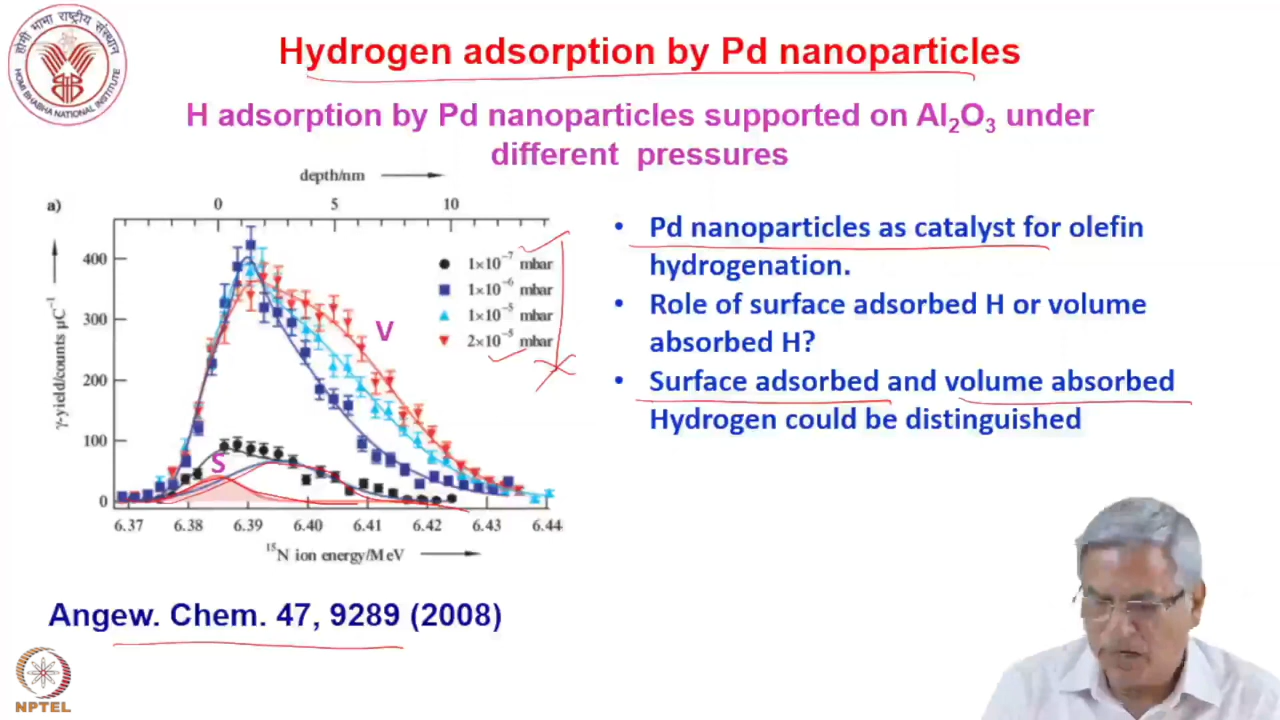 होमी भाभा राष्ट्रीय संस्थान
HOMI BHABHA NATIONAL INSTITUTE
Hydrogen adsorption by Pd nanoparticles
H adsorption by Pd nanoparticles supported on Al₂O₃ under
different pressures
depth/nm
a)
0 5 10
γ-yield/counts μC⁻¹
400
300
200
100
0
1×10⁻⁷ mbar
1×10⁻⁶ mbar
1×10⁻⁵ mbar
2×10⁻⁵ mbar
V
S
6.37 6.38 6.39 6.40 6.41 6.42 6.43 6.44
¹⁵N ion energy/MeV
• Pd nanoparticles as catalyst for olefin
hydrogenation.
• Role of surface adsorbed H or volume
absorbed H?
• Surface adsorbed and volume absorbed
Hydrogen could be distinguished
Angew. Chem. 47, 9289 (2008)
NPTEL